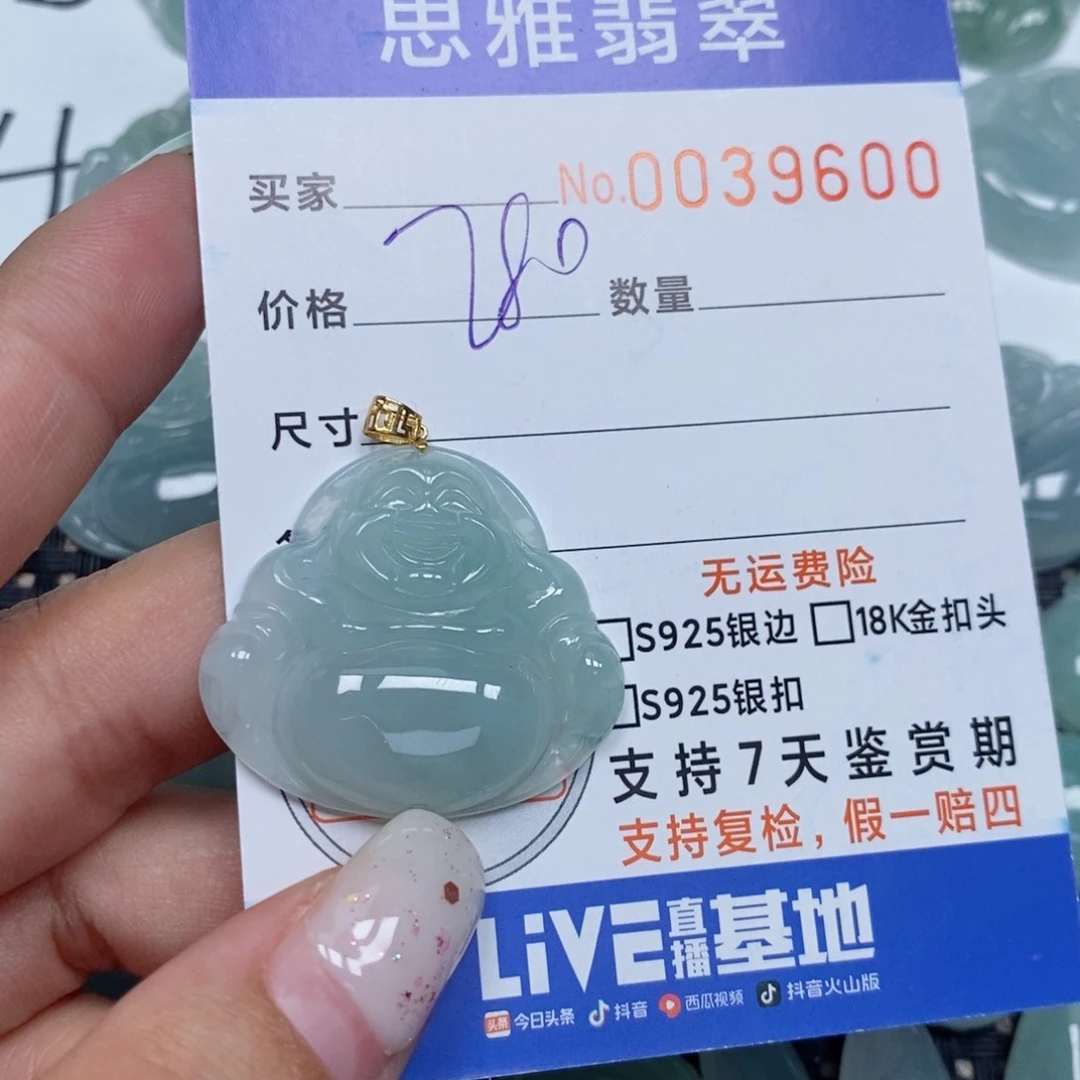 思雅翡翠
买家 No.0039600
价格 780 数量
尺寸
无运费险
S925银边 18K金扣头
S925银扣
支持7天鉴赏期
支持复检，假一赔四
LiVE直播基地
头条 今日头条 抖音 西瓜视频 抖音火山版